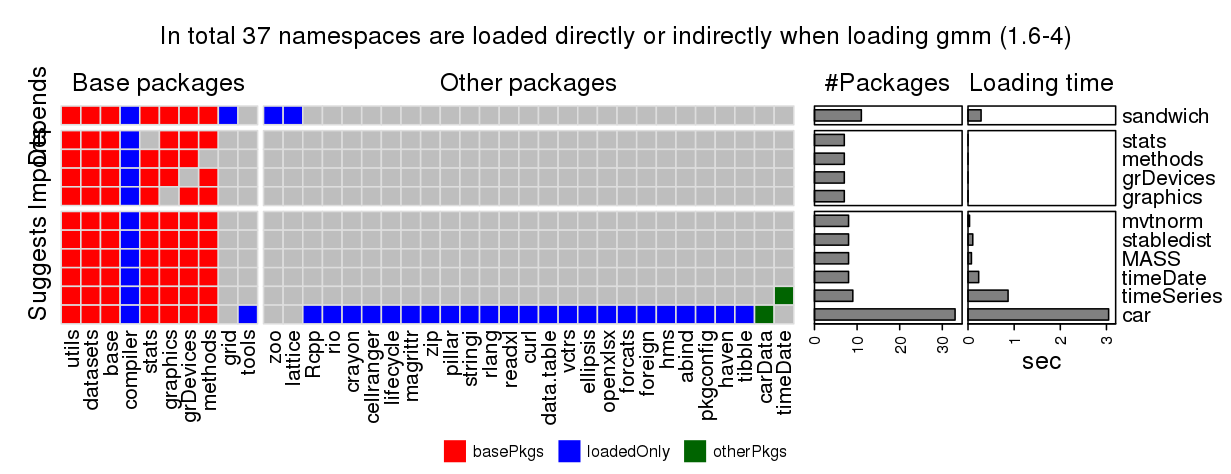 In total 37 namespaces are loaded directly or indirectly when loading gmm (1.6-4)
Base packages
Other packages
#Packages
Loading time
Depends
Imports
Suggests
sandwich
stats
methods
grDevices
graphics
mvtnorm
stabledist
MASS
timeDate
timeSeries
car
utils
datasets
base
compiler
stats
graphics
grDevices
methods
grid
tools
zoo
lattice
Rcpp
rio
crayon
cellranger
lifecycle
magrittr
zip
pillar
stringi
rlang
readxl
curl
data.table
vctrs
ellipsis
openxlsx
forcats
foreign
hms
abind
pkgconfig
haven
tibble
carData
timeDate
0 10 20 30
0 1 2 3
sec
basePkgs loadedOnly otherPkgs